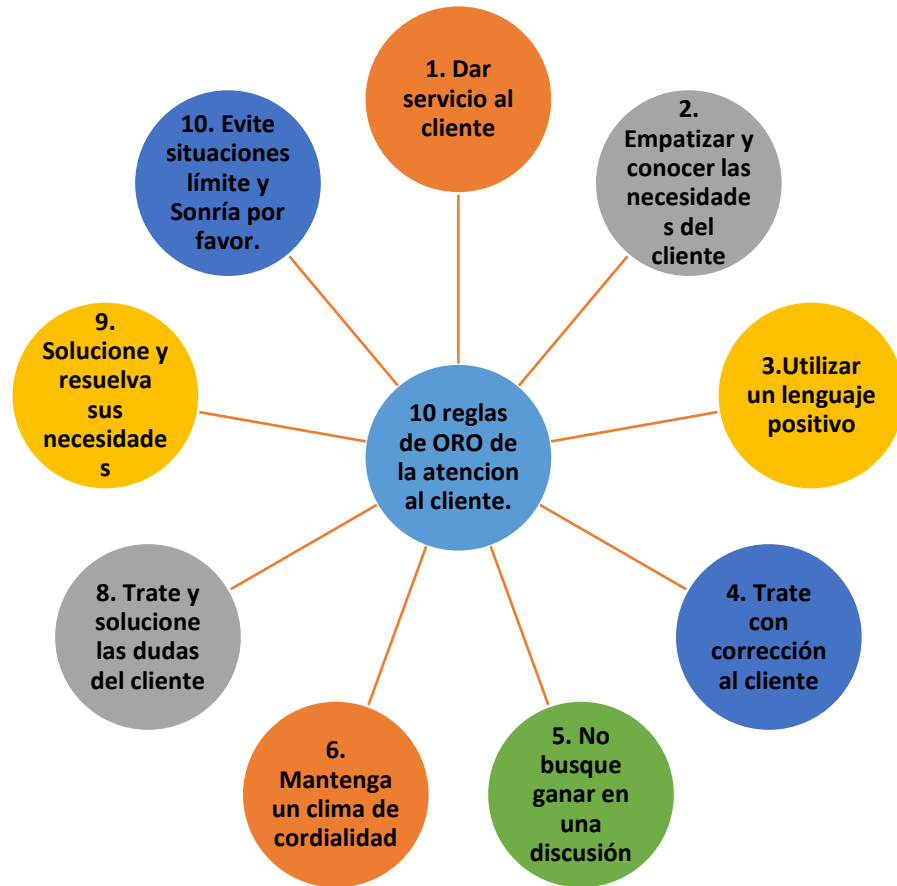 1. Dar
servicio al
cliente
2.
Empatizar y
conocer las
necesidade
s del
cliente
3.Utilizar
un lenguaje
positivo
4. Trate
con
corrección
al cliente
5. No
busque
ganar en
una
discusión
6.
Mantenga
un clima de
cordialidad
8. Trate y
solucione
las dudas
del cliente
9.
Solucione y
resuelva
sus
necesidade
s
10. Evite
situaciones
límite y
Sonría por
favor.
10 reglas
de ORO de
la atencion
al cliente.